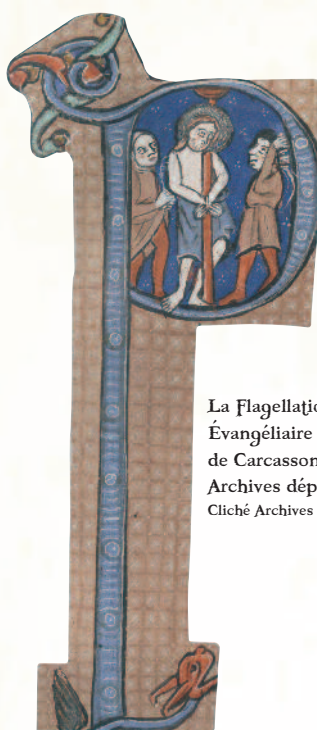 La Flagellatio
Évangéliaire
de Carcasson
Archives dép
Cliché Archives